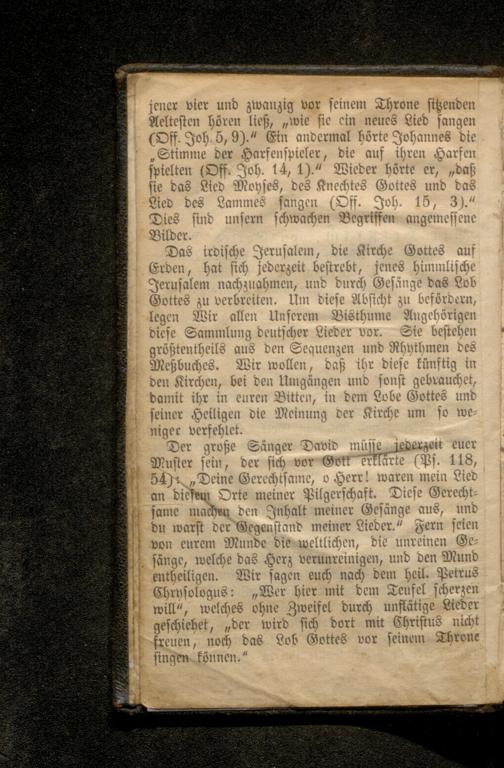 jener vier und zwanzig vor seinem Throne sitzenden
Aeltesten hören ließ, „wie sie ein neues Lied sangen
(Off. Joh. 5, 9).“ Ein andermal hörte Johannes die
„Stimme der Harfenspieler, die auf ihren Harfen
spielten (Off. Joh. 14, 1).“ Wieder hörte er, „daß
sie das Lied Moyses, des Knechtes Gottes und das
Lied des Lammes sangen (Off. Joh. 15, 3).“
Dies sind unsern schwachen Begriffen angemessene
Bilder.
Das irdische Jerusalem, die Kirche Gottes auf
Erden, hat sich jederzeit bestrebt, jenes himmlische
Jerusalem nachzuahmen, und durch Gesänge das Lob
Gottes zu verbreiten. Um diese Absicht zu befördern,
legen Wir allen Unserem Bisthume Angehörigen
diese Sammlung deutscher Lieder vor. Sie bestehen
größtentheils aus den Sequenzen und Rhythmen des
Meßbuches. Wir wollen, daß ihr diese künftig in
den Kirchen, bei den Umgängen und sonst gebrauchet,
damit ihr in euren Bitten, in dem Lobe Gottes und
seiner Heiligen die Meinung der Kirche um so we-
niger verfehlet.
Der große Sänger David müsse jederzeit euer
Muster sein, der sich vor Gott erklärte (Ps. 118,
54): „Deine Gerechtsame, o Herr! waren mein Lied
an diesem Orte meiner Pilgerschaft. Diese Gerecht-
same machen den Inhalt meiner Gesänge aus, und
du warst der Gegenstand meiner Lieder.“ Fern seien
von eurem Munde die weltlichen, die unreinen Ge-
sänge, welche das Herz verunreinigen, und den Mund
entheiligen. Wir sagen euch nach dem heil. Petrus
Chrysologus: „Wer hier mit dem Teufel scherzen
will“, welches ohne Zweifel durch unflätige Lieder
geschiehet, „der wird sich dort mit Christus nicht
freuen, noch das Lob Gottes vor seinem Throne
singen können.“